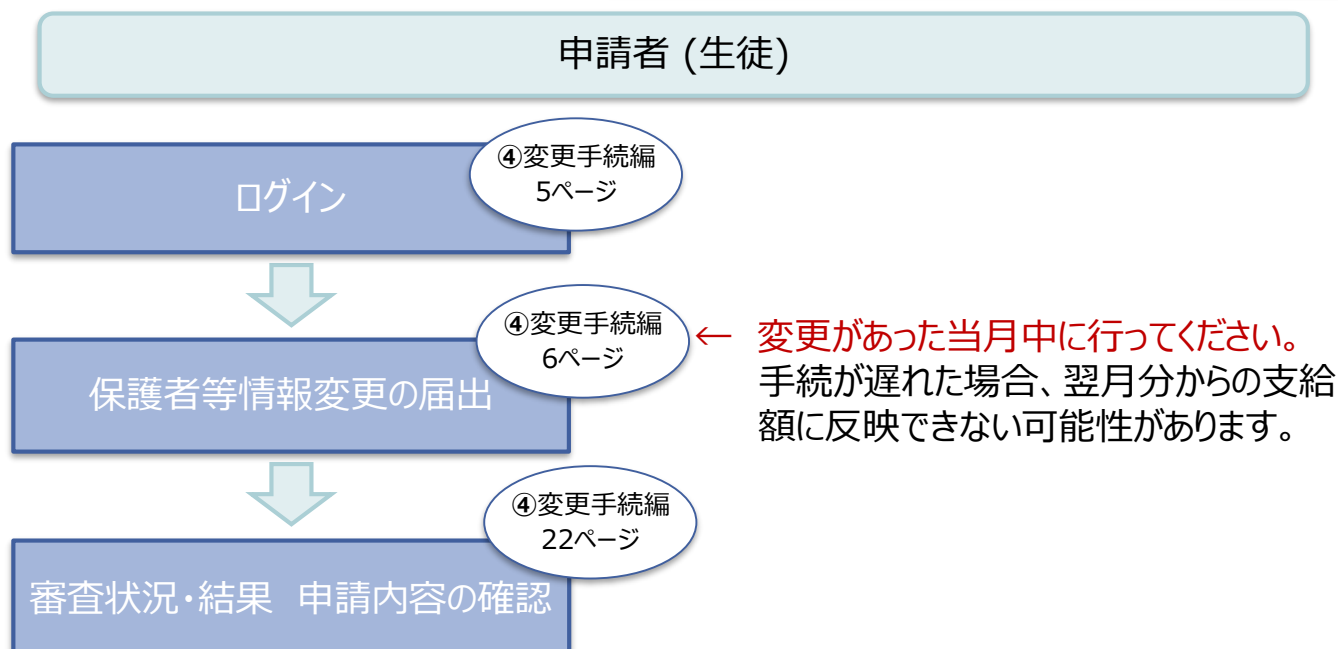 申請者 (生徒)
④変更手続編
5ページ
ログイン
④変更手続編
6ページ
← 変更があった当月中に行ってください。
手続が遅れた場合、翌月分からの支給
額に反映できない可能性があります。
保護者等情報変更の届出
④変更手続編
22ページ
審査状況・結果　申請内容の確認